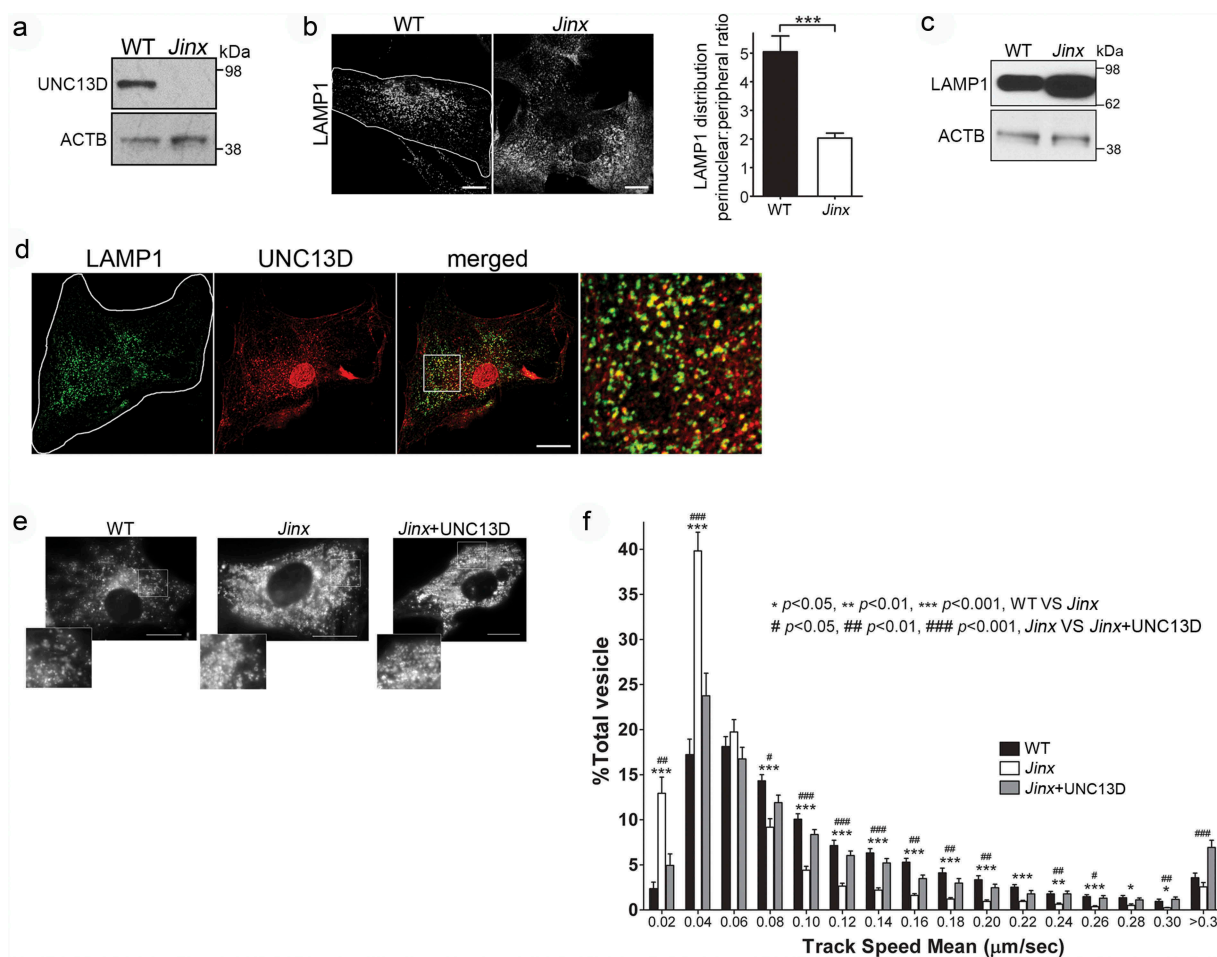 a
WT Jinx
kDa
UNC13D
98
ACTB
38
b
WT
Jinx
LAMP1
***
LAMP1 distribution
perinuclear:peripheral ratio
5
4
3
2
1
0
WT
Jinx
c
WT Jinx kDa
LAMP1
98
62
ACTB
38
d
LAMP1
UNC13D
merged
e
WT
Jinx
Jinx+UNC13D
f
* p<0.05, ** p<0.01, *** p<0.001, WT VS Jinx
# p<0.05, ## p<0.01, ### p<0.001, Jinx VS Jinx+UNC13D
WT
Jinx
Jinx+UNC13D
%Total vesicle
40
35
30
25
20
15
10
5
0
## ### # ### ### ### ## ## ## ## # ## ###
*** *** *** *** *** *** *** *** *** *** ** *** * *
0.02 0.04 0.06 0.08 0.10 0.12 0.14 0.16 0.18 0.20 0.22 0.24 0.26 0.28 0.30 >0.3
Track Speed Mean (μm/sec)